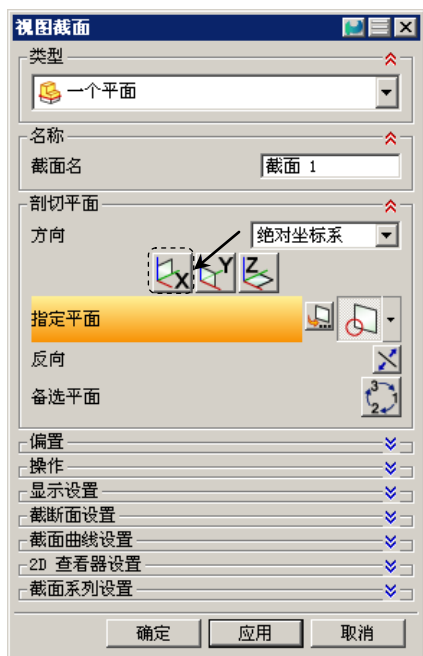 视图截面
类型
一个平面
名称
截面名 截面 1
剖切平面
方向 绝对坐标系
X Y Z
指定平面
反向
备选平面 3 1 2
偏置
操作
显示设置
截断面设置
截面曲线设置
2D 查看器设置
截面系列设置
确定 应用 取消